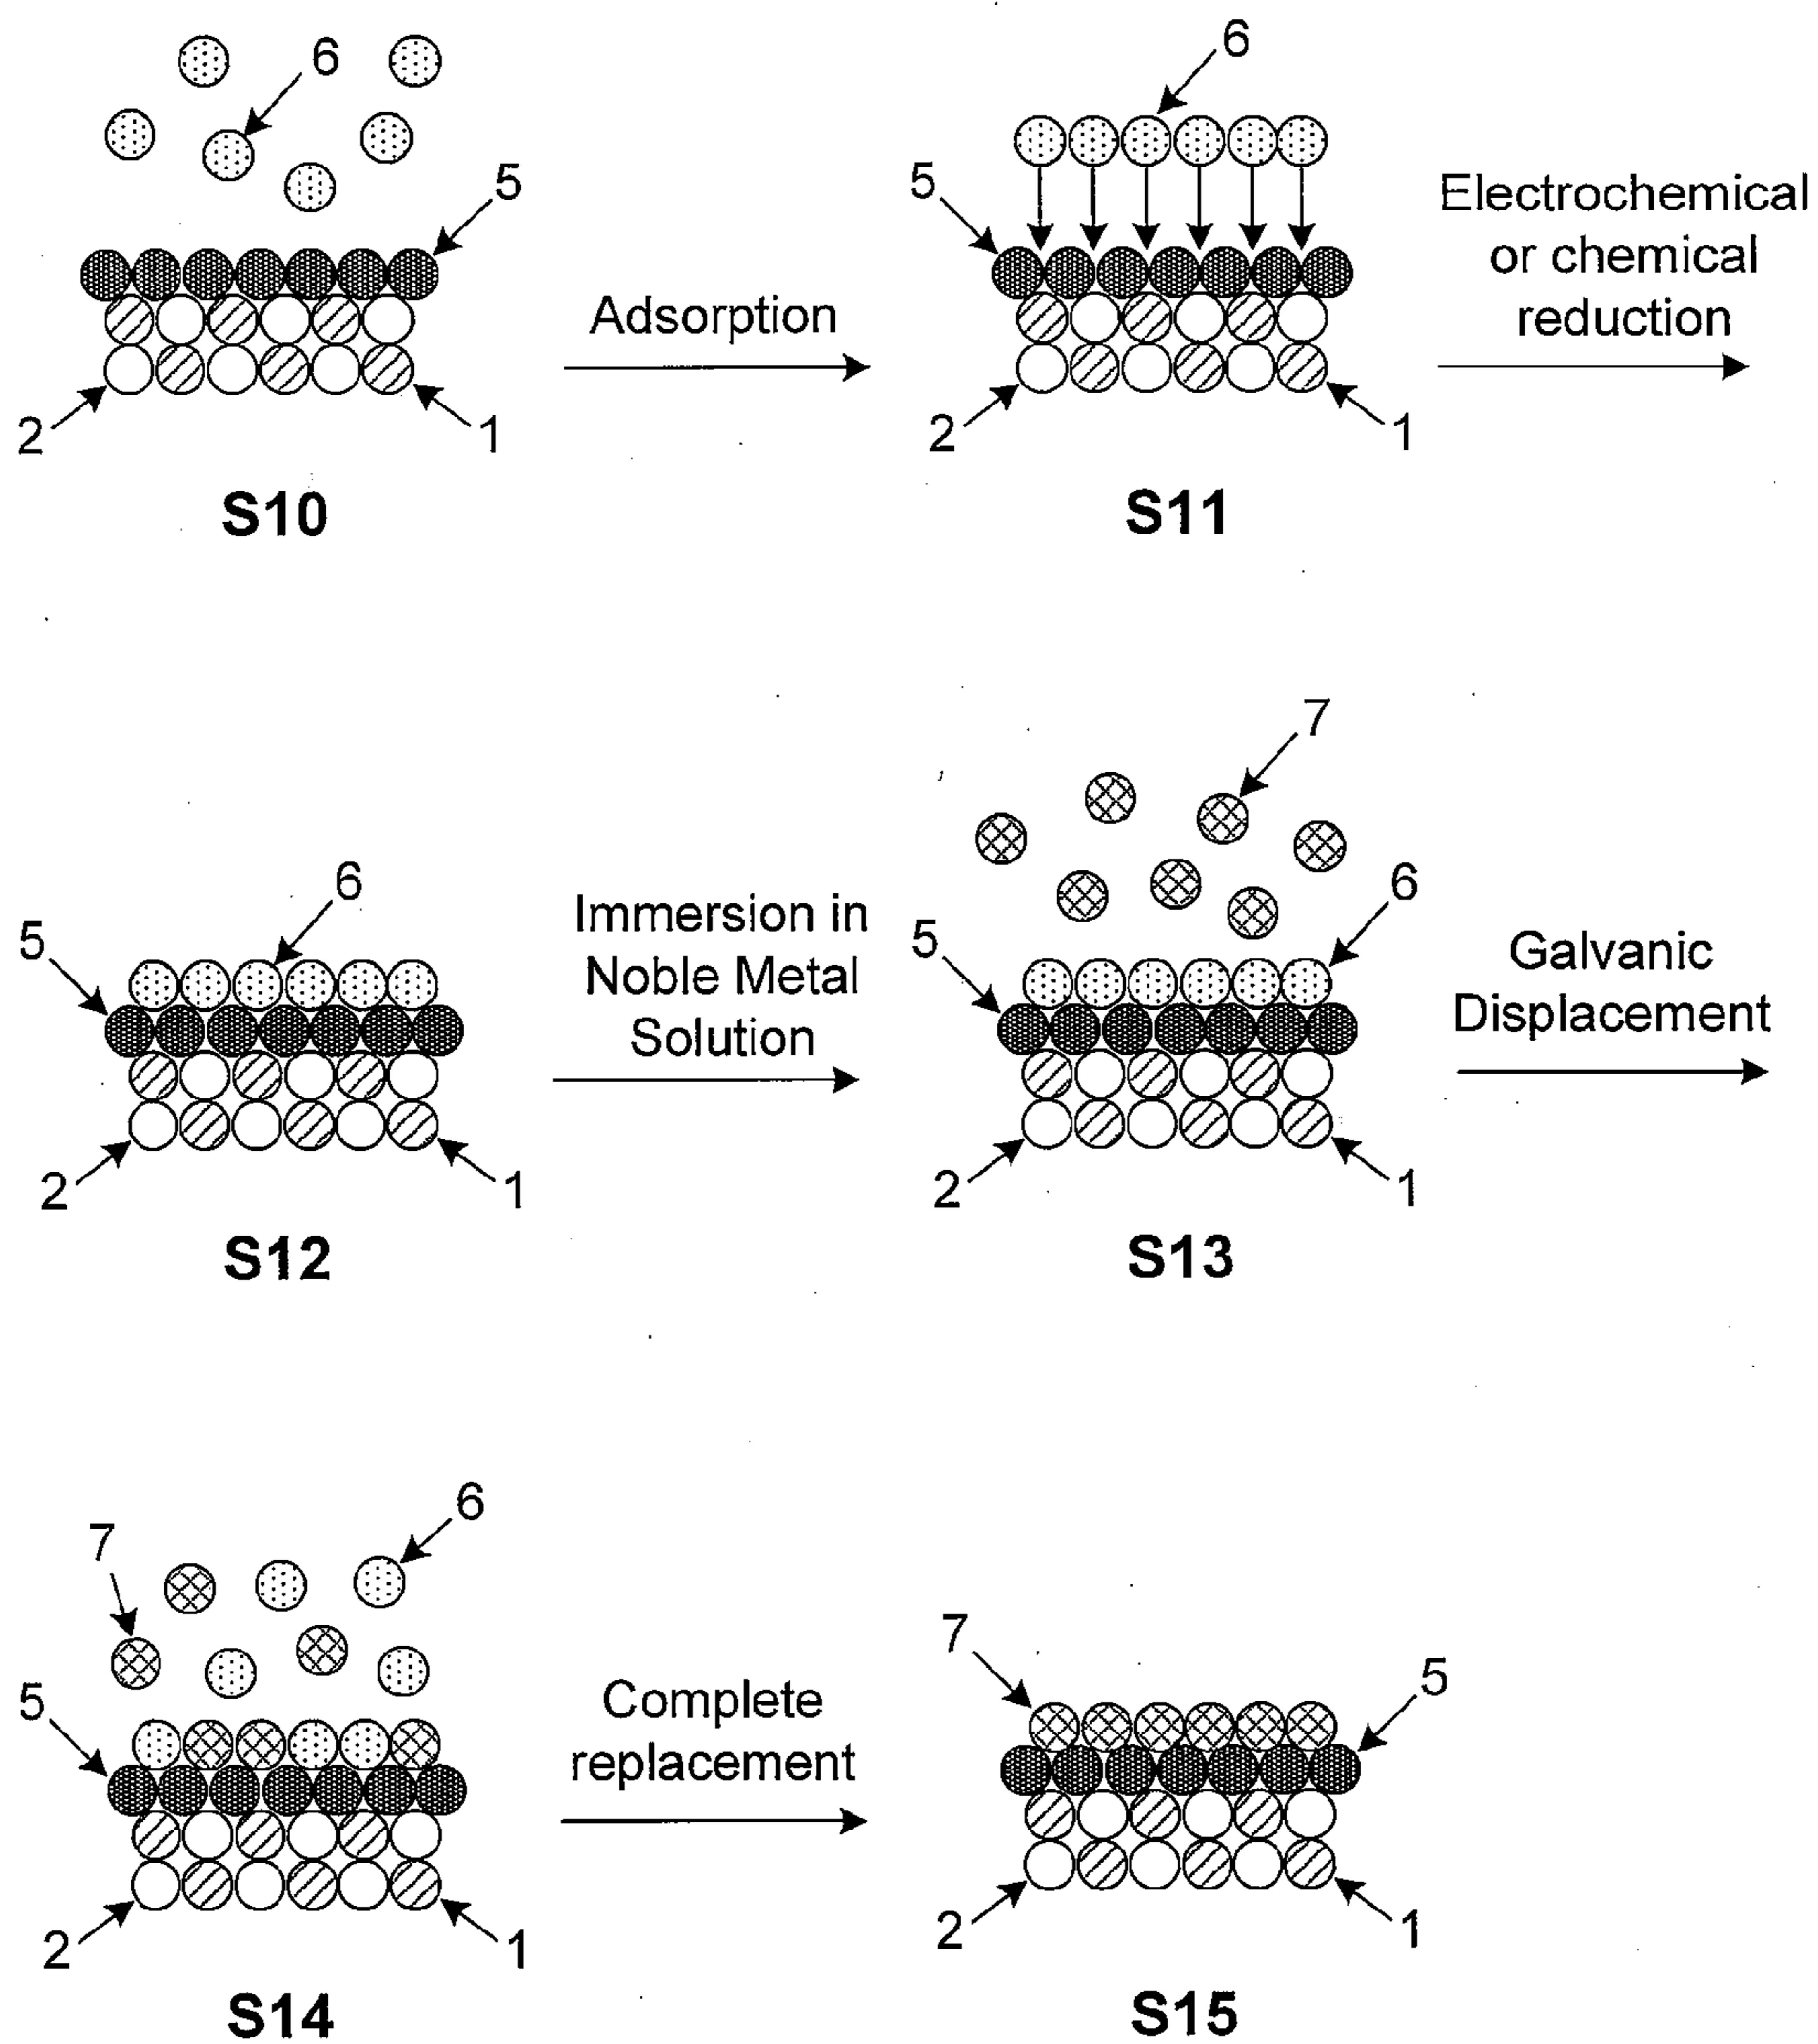 6
6
5
5
Electrochemical
or chemical
reduction
Adsorption
2
1
2
1
S10
S11
7
6
6
5
Immersion in
Noble Metal
Solution
5
Galvanic
Displacement
2
1
2
1
S12
S13
6
7
7
5
5
Complete
replacement
2
1
2
1
S14
S15